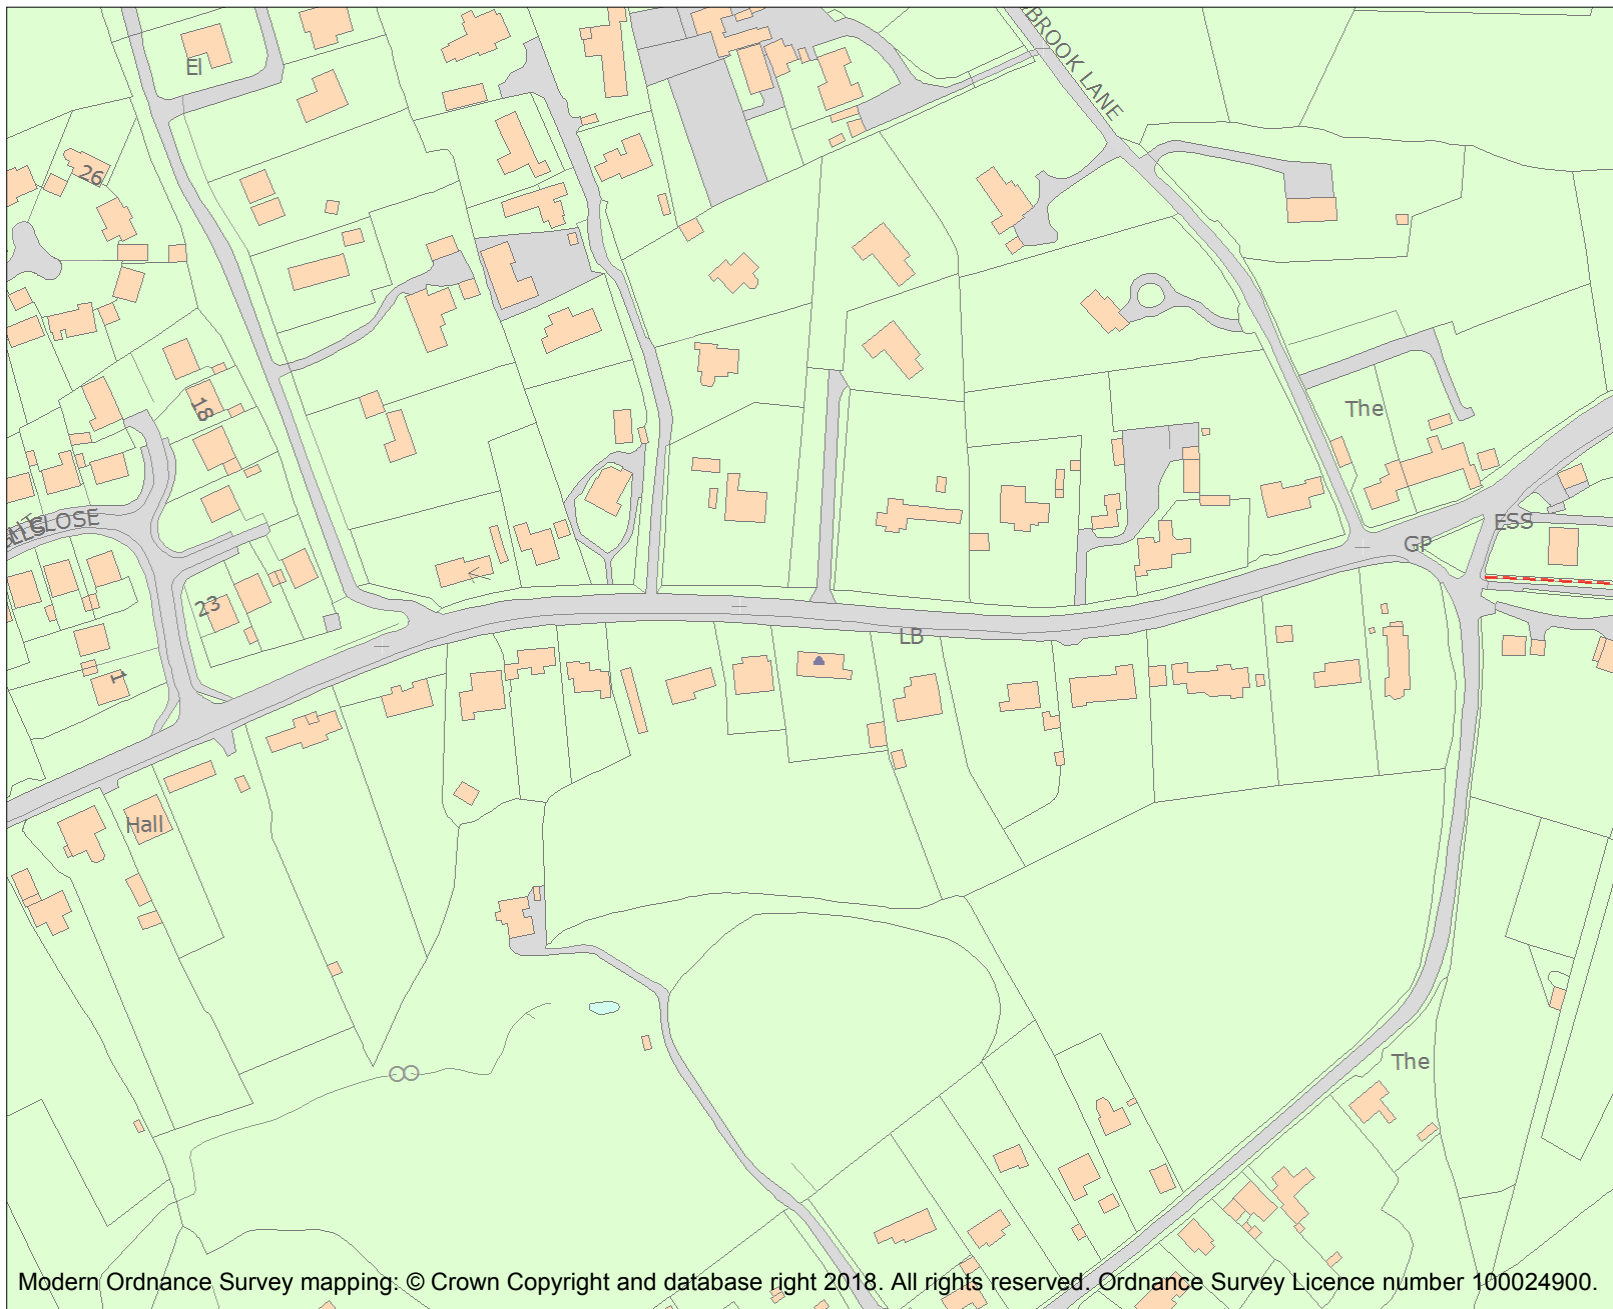 BROOK LANE
El
26
18
The
CLOSE
ESS
GP
23
LB
1
Hall
The
Modern Ordnance Survey mapping: © Crown Copyright and database right 2018. All rights reserved. Ordnance Survey Licence number 100024900.